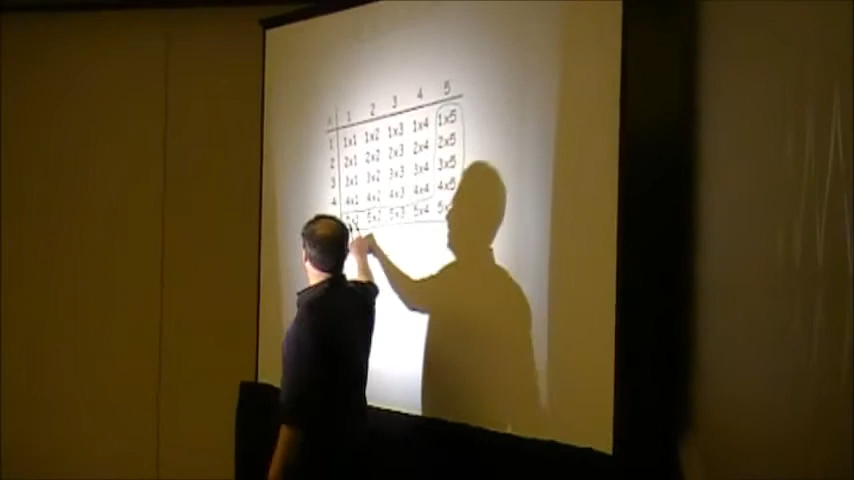 x 1 2 3 4 5
1 1x1 1x2 1x3 1x4 1x5
2 2x1 2x2 2x3 2x4 2x5
3 3x1 3x2 3x3 3x4 3x5
4 4x1 4x2 4x3 4x4 4x5
5x2 5x3 5x4